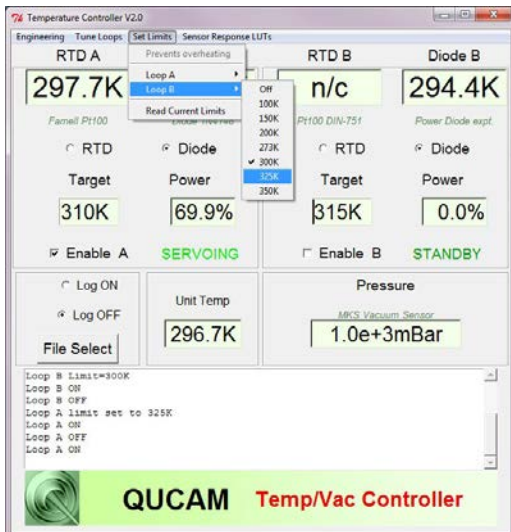 Temperature Controller V2.0
Engineering Tune Loops Set Limits Sensor Response LUTs
RTD A
Prevents overheating
Loop A
Loop B
Read Current Limits
Off
100K
150K
200K
273K
300K
325K
350K
RTD B
Diode B
297.7K
n/c
294.4K
Farnell Pt100
Diode 1N4148
Pt100 DIN-751
Power Diode expt.
RTD
Diode
RTD
Diode
Target
Power
Target
Power
310K
69.9%
315K
0.0%
Enable A
SERVOING
Enable B
STANDBY
Log ON
Log OFF
File Select
Unit Temp
296.7K
Pressure
MKS Vacuum Sensor
1.0e+3mBar
Loop B Limit=300K
Loop B ON
Loop B OFF
Loop A limit set to 325K
Loop A ON
Loop A OFF
Loop A ON
QUCAM Temp/Vac Controller